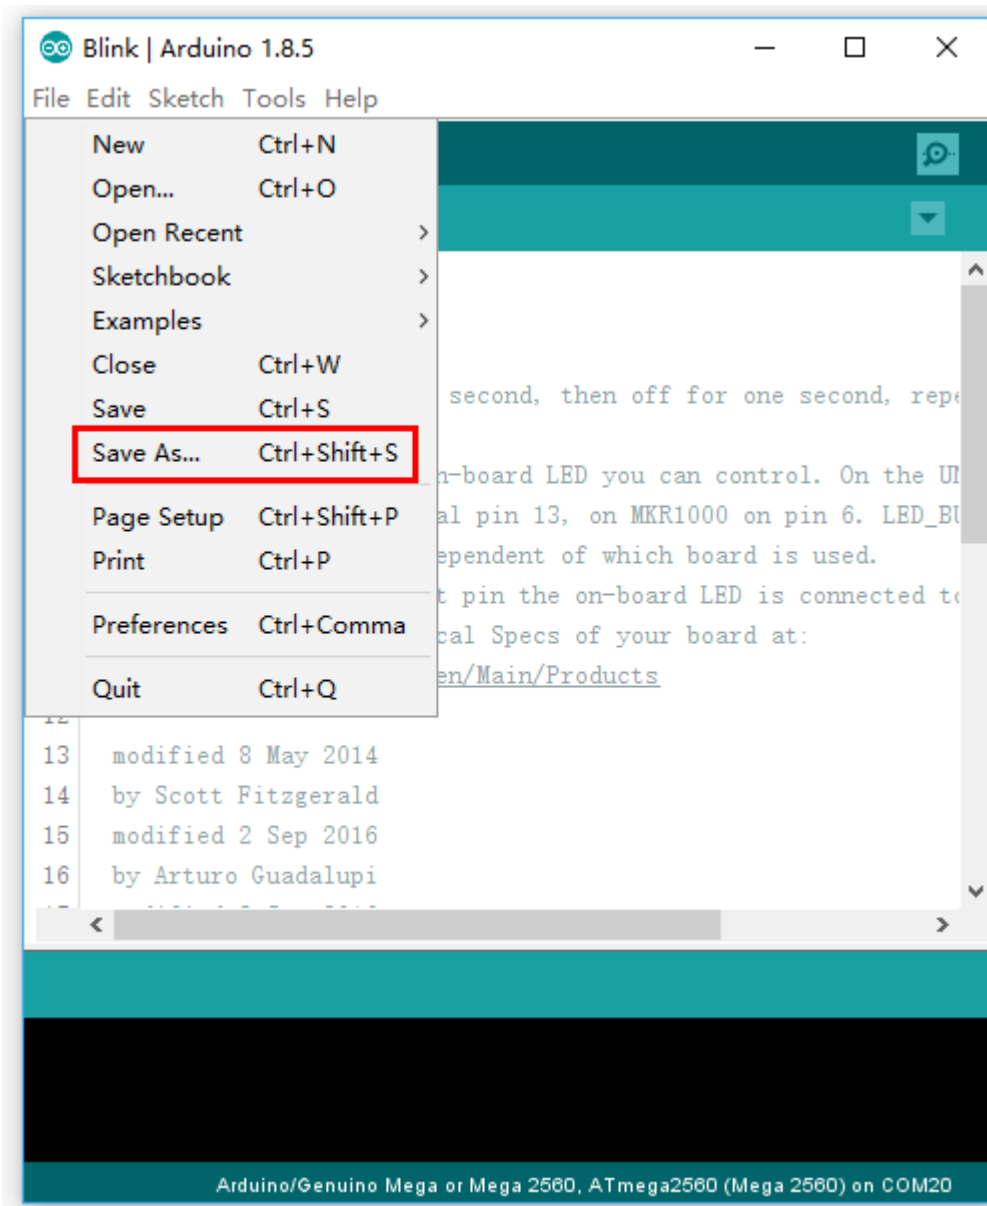 Blink | Arduino 1.8.5
File Edit Sketch Tools Help
New Ctrl+N
Open... Ctrl+O
Open Recent
Sketchbook
Examples
Close Ctrl+W
Save Ctrl+S
second, then off for one second,
Save As... Ctrl+Shift+S
n-board LED you can control. On the
Page Setup Ctrl+Shift+P
al pin 13, on MKR1000 on pin 6.
Print Ctrl+P
ependent of which board is used.
t pin the on-board LED is connected
Preferences Ctrl+Comma
cal Specs of your board at:
en/Main/Products
Quit Ctrl+Q
13 modified 8 May 2014
14 by Scott Fitzgerald
15 modified 2 Sep 2016
16 by Arturo Guadalupi
Arduino/Genuino Mega or Mega 2560, ATmega2560 (Mega 2560) on COM20